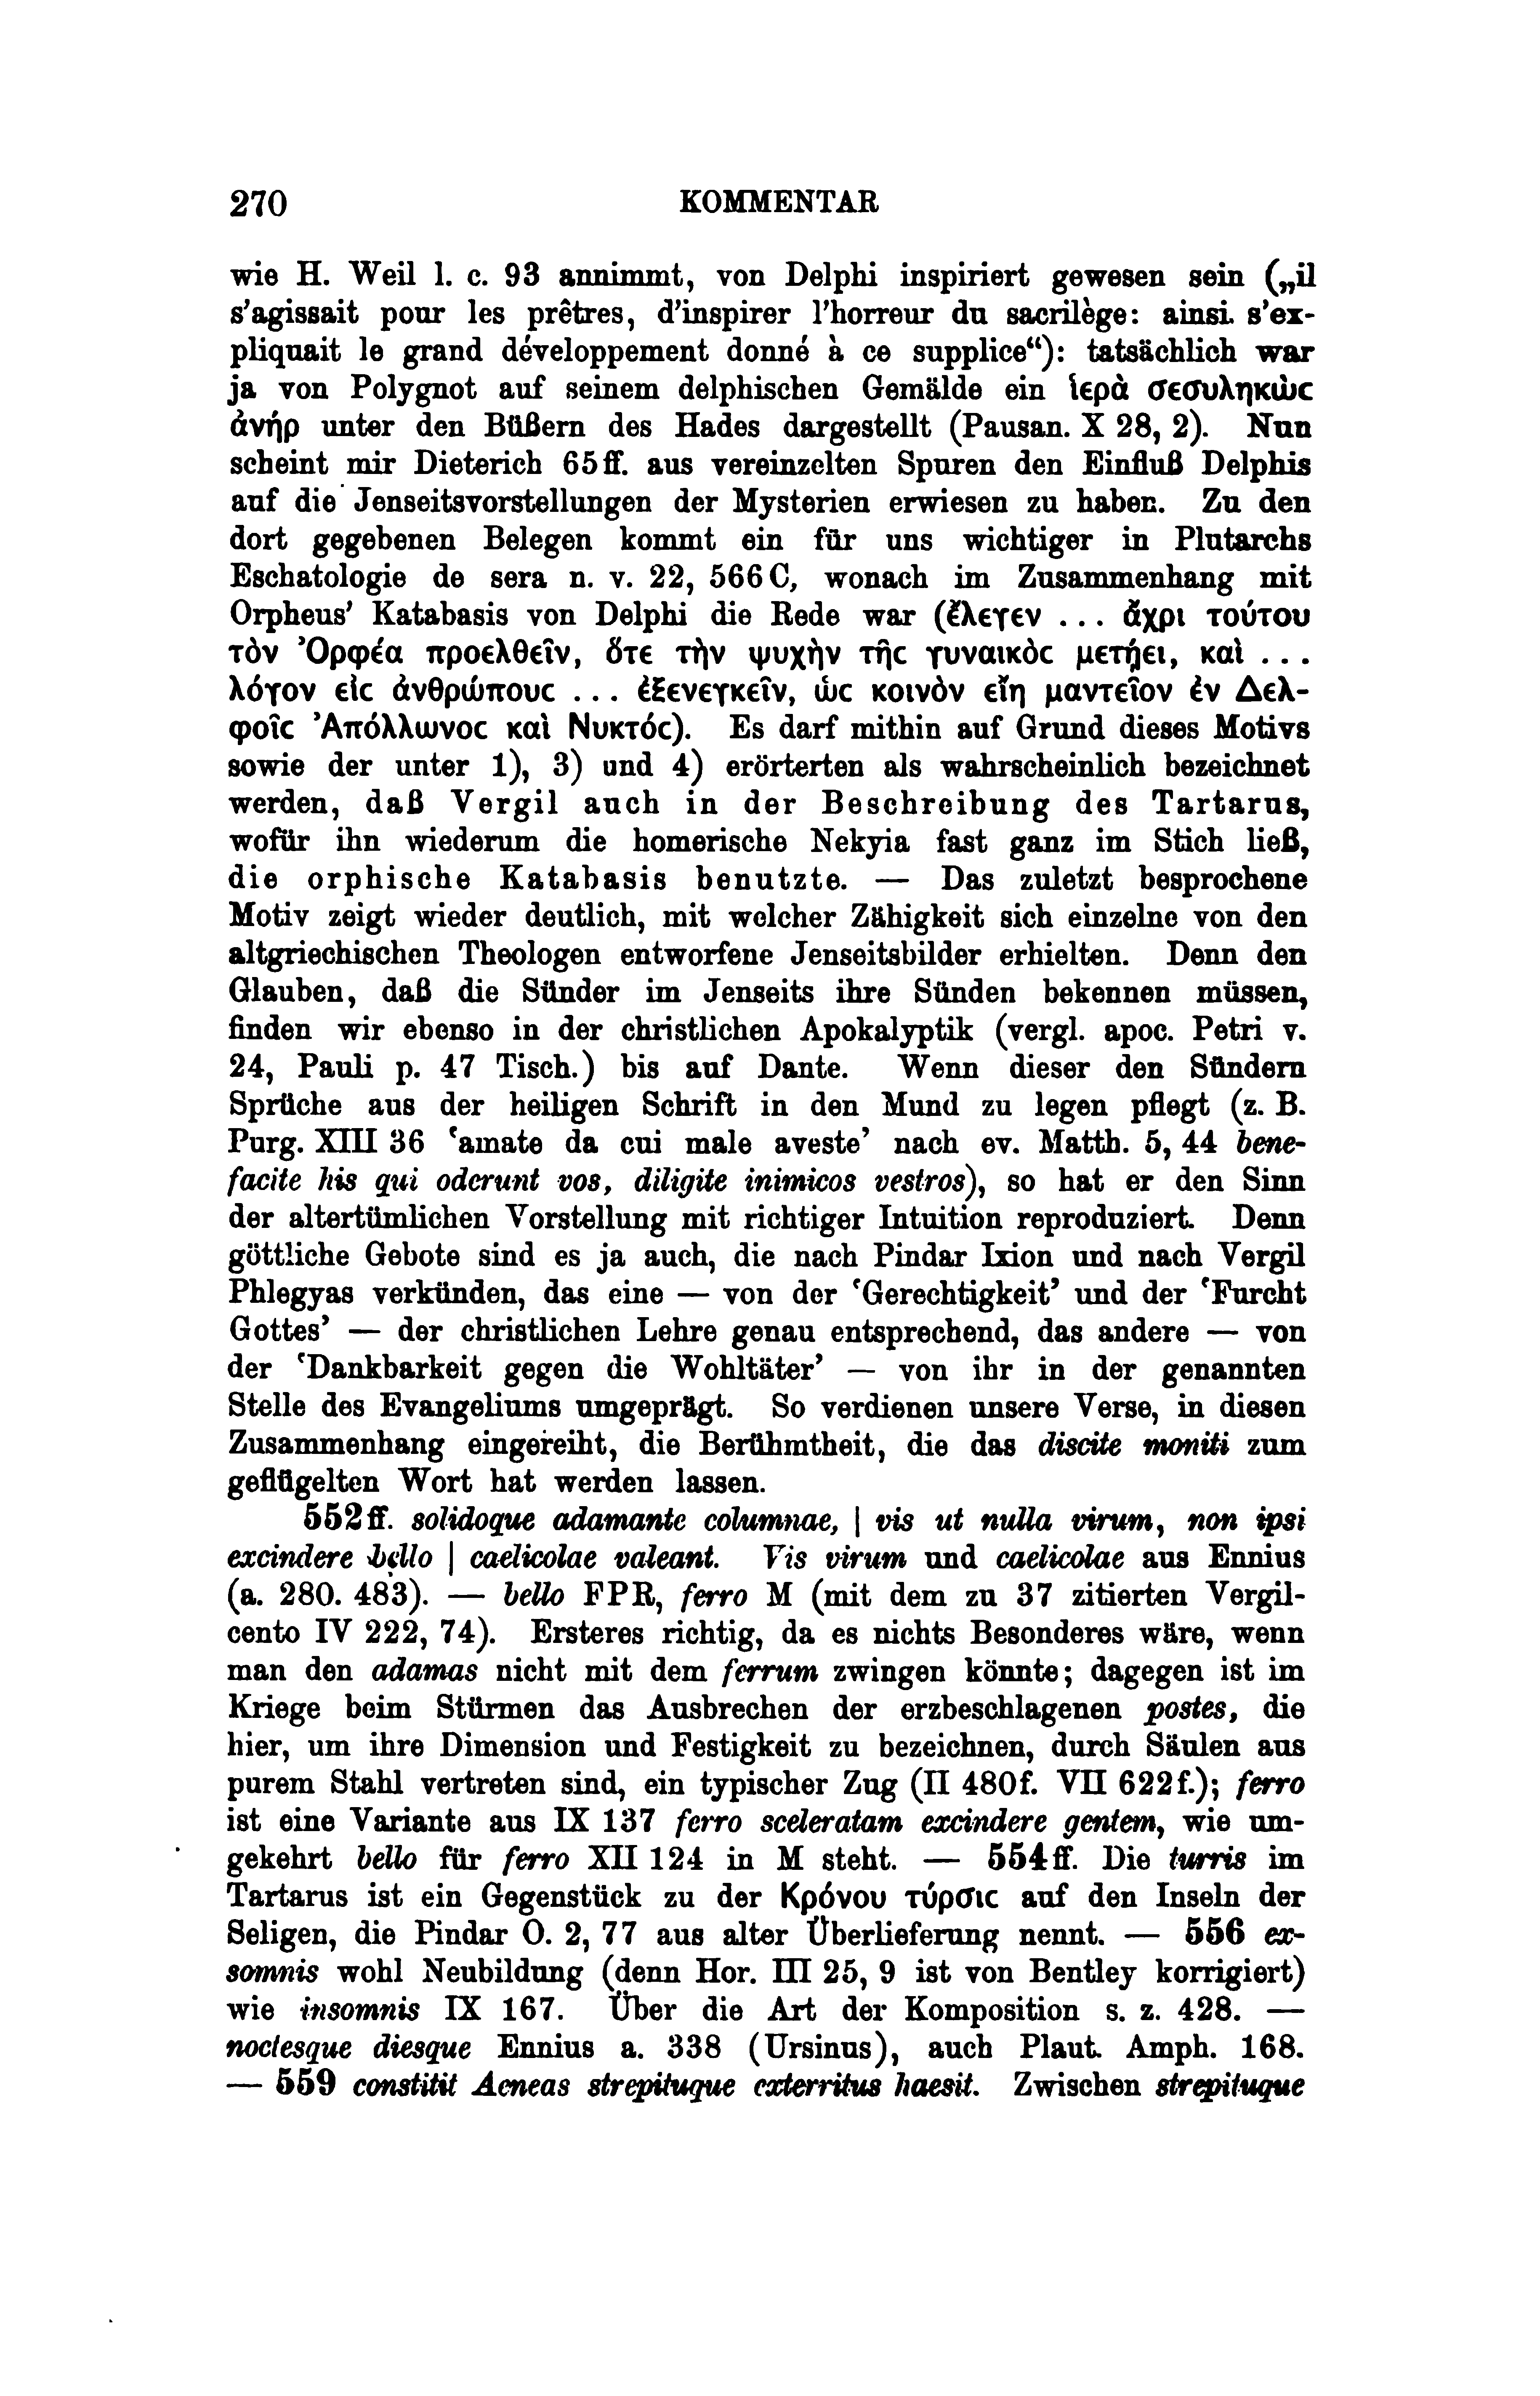 270 KOMMENTAR
wie H. Weil l. c. 93 annimmt, von Delphi inspiriert gewesen sein („il
s'agissait pour les prêtres, d'inspirer l'horreur du sacrilège: ainsi s'ex-
pliquait le grand développement donné à ce supplice“): tatsächlich war
ja von Polygnot auf seinem delphischen Gemälde ein ἱερὰ σεσυληκὼς
ἀνήρ unter den Büßern des Hades dargestellt (Pausan. X 28, 2). Nun
scheint mir Dieterich 65ff. aus vereinzelten Spuren den Einfluß Delphis
auf die Jenseitsvorstellungen der Mysterien erwiesen zu haben. Zu den
dort gegebenen Belegen kommt ein für uns wichtiger in Plutarchs
Eschatologie de sera n. v. 22, 566C, wonach im Zusammenhang mit
Orpheus' Katabasis von Delphi die Rede war (ἔλεγεν ... ἄχρι τούτου
τὸν Ὀρφέα προελθεῖν, ὅτε τὴν ψυχὴν τῆς γυναικὸς μετῄει, καὶ ...
λόγον εἰς ἀνθρώπους ... ἐξενεγκεῖν, ὡς κοινὸν εἴη μαντεῖον ἐν Δελ-
φοῖς Ἀπόλλωνος καὶ Νυκτός). Es darf mithin auf Grund dieses Motivs
sowie der unter 1), 3) und 4) erörterten als wahrscheinlich bezeichnet
werden, daß Vergil auch in der Beschreibung des Tartarus,
wofür ihn wiederum die homerische Nekyia fast ganz im Stich ließ,
die orphische Katabasis benutzte. — Das zuletzt besprochene
Motiv zeigt wieder deutlich, mit welcher Zähigkeit sich einzelne von den
altgriechischen Theologen entworfene Jenseitsbilder erhielten. Denn den
Glauben, daß die Sünder im Jenseits ihre Sünden bekennen müssen,
finden wir ebenso in der christlichen Apokalyptik (vergl. apoc. Petri v.
24, Pauli p. 47 Tisch.) bis auf Dante. Wenn dieser den Sündern
Sprüche aus der heiligen Schrift in den Mund zu legen pflegt (z. B.
Purg. XIII 36 ‘amate da cui male aveste’ nach ev. Matth. 5, 44 bene-
facite his qui oderunt vos, diligite inimicos vestros), so hat er den Sinn
der altertümlichen Vorstellung mit richtiger Intuition reproduziert. Denn
göttliche Gebote sind es ja auch, die nach Pindar Ixion und nach Vergil
Phlegyas verkünden, das eine — von der ‘Gerechtigkeit’ und der ‘Furcht
Gottes’ — der christlichen Lehre genau entsprechend, das andere — von
der ‘Dankbarkeit gegen die Wohltäter’ — von ihr in der genannten
Stelle des Evangeliums umgeprägt. So verdienen unsere Verse, in diesen
Zusammenhang eingereiht, die Berühmtheit, die das discite moniti zum
geflügelten Wort hat werden lassen.
552ff. solidoque adamante columnae, | vis ut nulla virum, non ipsi
excindere bello | caelicolae valeant. Vis virum und caelicolae aus Ennius
(a. 280. 483). — bello FPR, ferro M (mit dem zu 37 zitierten Vergil-
cento IV 222, 74). Ersteres richtig, da es nichts Besonderes wäre, wenn
man den adamas nicht mit dem ferrum zwingen könnte; dagegen ist im
Kriege beim Stürmen das Ausbrechen der erzbeschlagenen postes, die
hier, um ihre Dimension und Festigkeit zu bezeichnen, durch Säulen aus
purem Stahl vertreten sind, ein typischer Zug (II 480f. VII 622f.); ferro
ist eine Variante aus IX 137 ferro sceleratam excindere gentem, wie um-
gekehrt bello für ferro XII 124 in M steht. — 554ff. Die turris im
Tartarus ist ein Gegenstück zu der Κρόνου τύρσις auf den Inseln der
Seligen, die Pindar O. 2, 77 aus alter Überlieferung nennt. — 556 ex-
somnis wohl Neubildung (denn Hor. III 25, 9 ist von Bentley korrigiert)
wie insomnis IX 167. Über die Art der Komposition s. z. 428. —
noctesque diesque Ennius a. 338 (Ursinus), auch Plaut. Amph. 168.
— 559 constitit Aeneas strepituque exterritus haesit. Zwischen strepituque